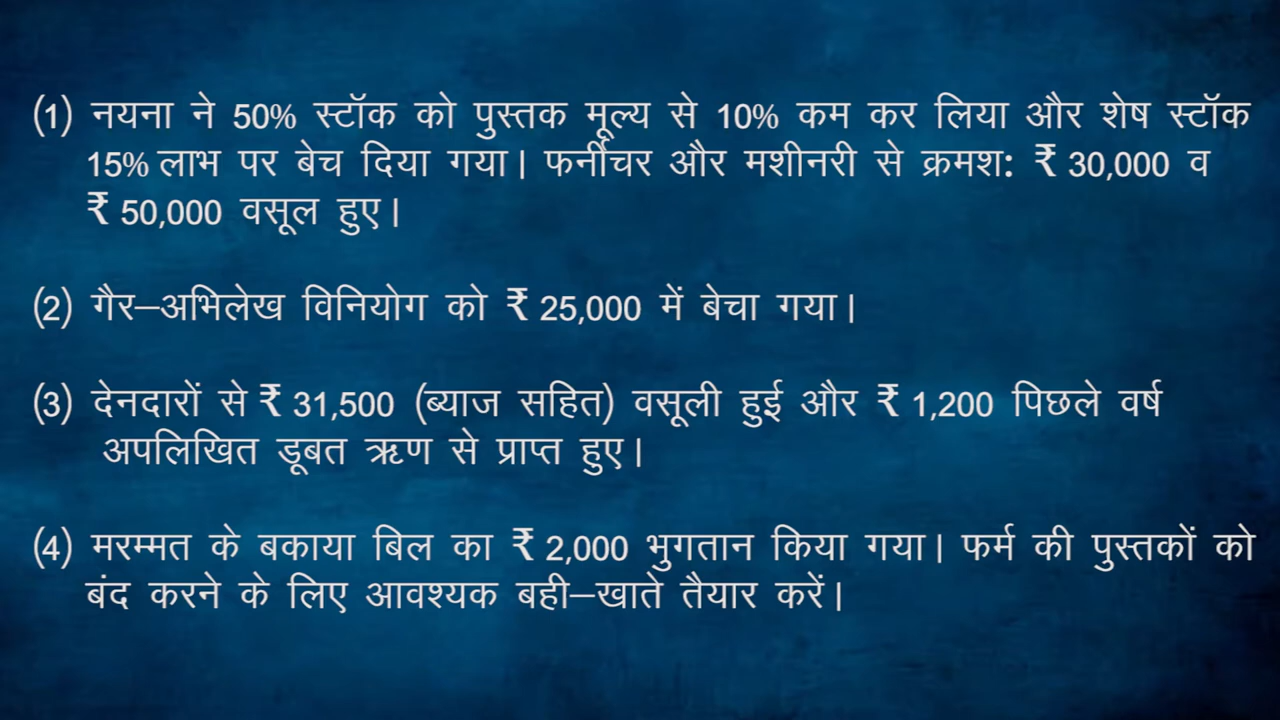 (1) नयना ने 50% स्टॉक को पुस्तक मूल्य से 10% कम कर लिया और शेष स्टॉक
15% लाभ पर बेच दिया गया। फर्नीचर और मशीनरी से क्रमश: ₹ 30,000 व
₹ 50,000 वसूल हुए।
(2) गैर–अभिलेख विनियोग को ₹ 25,000 में बेचा गया।
(3) देनदारों से ₹ 31,500 (ब्याज सहित) वसूली हुई और ₹ 1,200 पिछले वर्ष
अपलिखित डूबत ऋण से प्राप्त हुए।
(4) मरम्मत के बकाया बिल का ₹ 2,000 भुगतान किया गया। फर्म की पुस्तकों को
बंद करने के लिए आवश्यक बही–खाते तैयार करें।